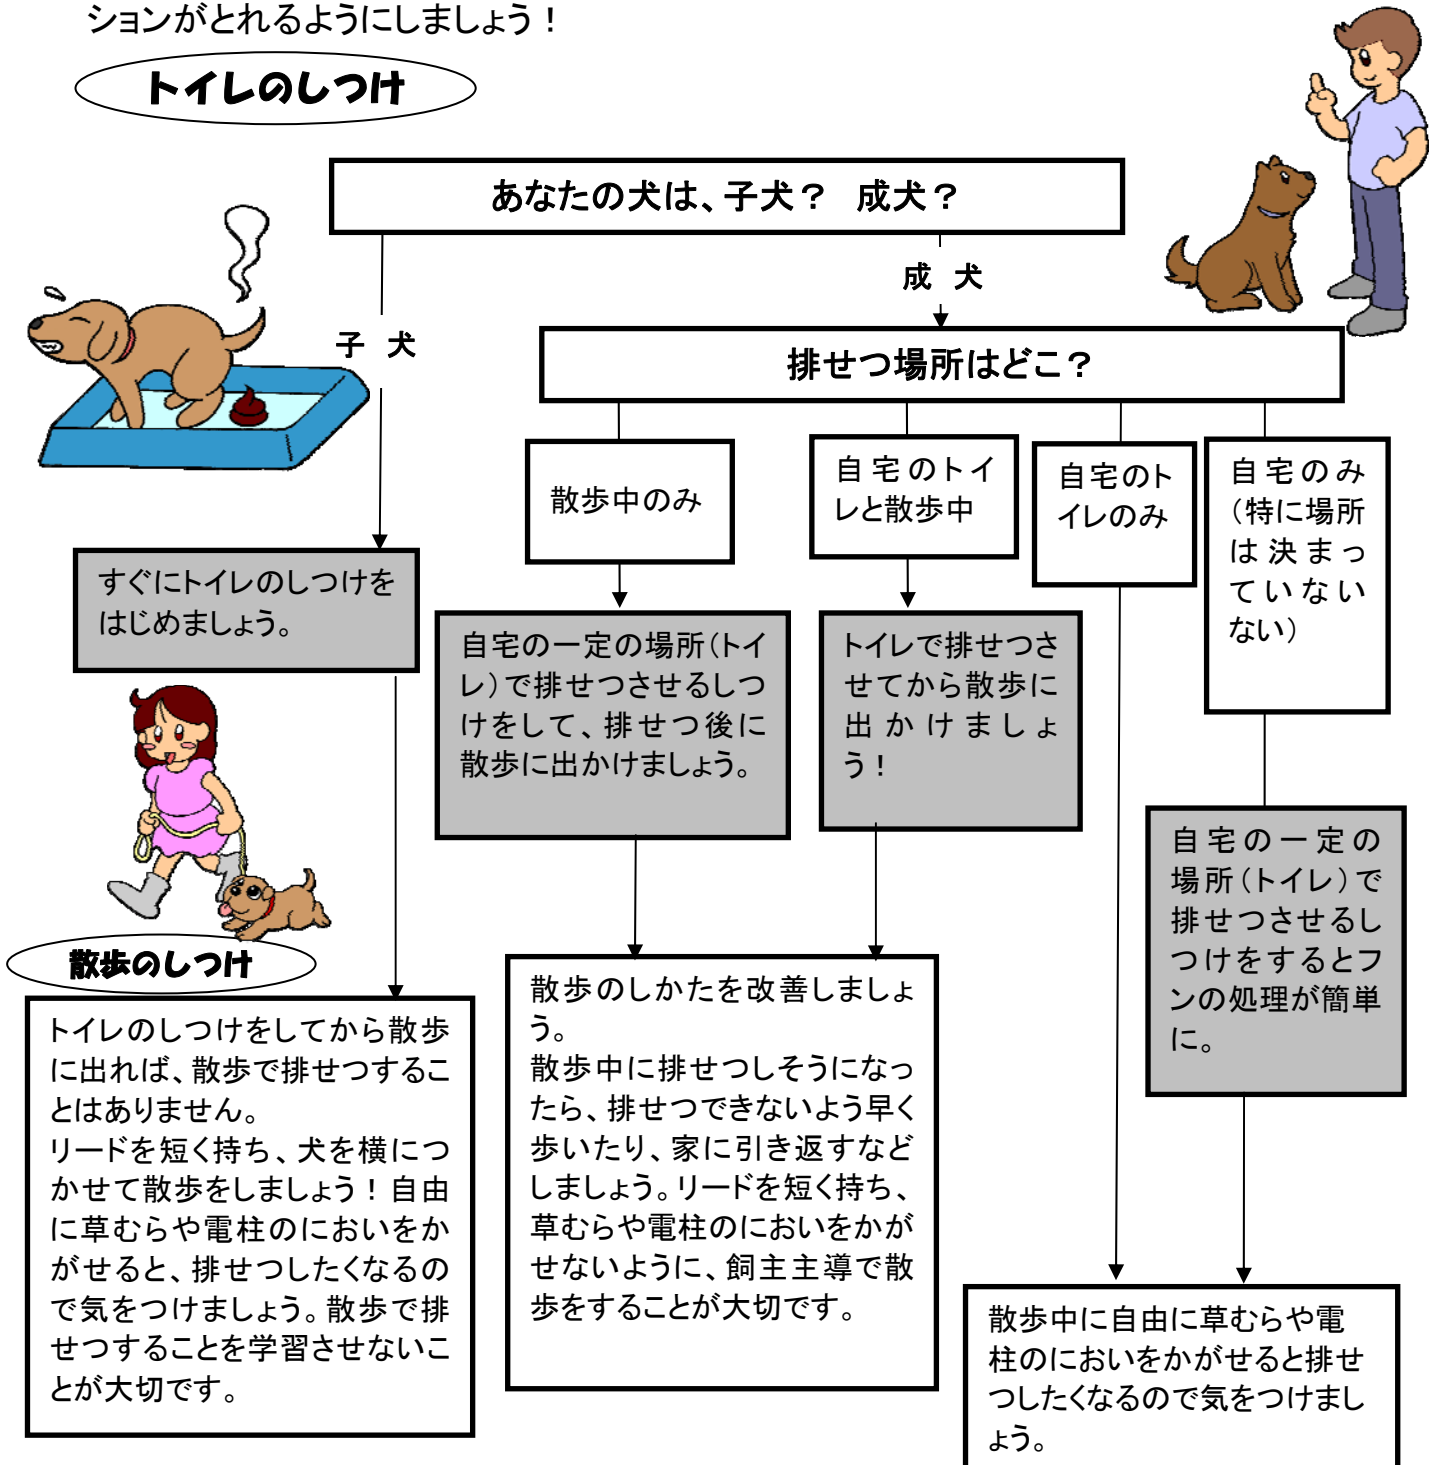 ションがとれるようにしましょう！
トイレのしつけ
あなたの犬は、子犬？　成犬？
成 犬
子 犬
排せつ場所はどこ？
散歩中のみ
自宅のトイ
レと散歩中
自宅のト
イレのみ
自宅のみ
（特に場所
は決まっ
ていない
ない）
すぐにトイレのしつけを
はじめましょう。
自宅の一定の場所（トイ
レ）で排せつさせるしつ
けをして、排せつ後に
散歩に出かけましょう。
トイレで排せつさ
せてから散歩に
出かけましょ
う！
自宅の一定の
場所（トイレ）で
排せつさせるし
つけをするとフ
ンの処理が簡単
に。
散歩のしつけ
トイレのしつけをしてから散歩
に出れば、散歩で排せつするこ
とはありません。
リードを短く持ち、犬を横につ
かせて散歩をしましょう！自由
に草むらや電柱のにおいをか
がせると、排せつしたくなるの
で気をつけましょう。散歩で排
せつすることを学習させないこ
とが大切です。
散歩のしかたを改善しましょ
う。
散歩中に排せつしそうになっ
たら、排せつできないよう早く
歩いたり、家に引き返すなど
しましょう。リードを短く持ち、
草むらや電柱のにおいをかが
せないように、飼主主導で散
歩をすることが大切です。
散歩中に自由に草むらや電
柱のにおいをかがせると排せ
つしたくなるので気をつけまし
ょう。